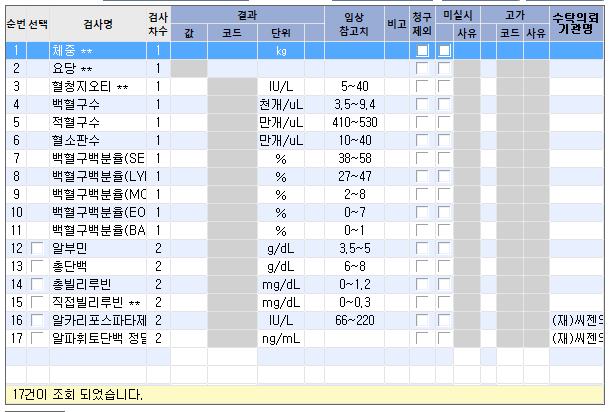 순번 선택 검사명 검사차수 결과 임상참고치 비고 청구제외 미실시 고가 수탁의뢰기관명
값 코드 단위 사유 코드 사유
1 체중 ** 1 kg
2 요당 ** 1
3 혈청지오티 ** 1 IU/L 5~40
4 백혈구수 1 천개/uL 3.5~9.4
5 적혈구수 1 만개/uL 410~530
6 혈소판수 1 만개/uL 10~40
7 백혈구백분율(SE 1 % 38~58
8 백혈구백분율(LYI 1 % 27~47
9 백혈구백분율(MC 1 % 2~8
10 백혈구백분율(EO 1 % 0~7
11 백혈구백분율(BA 1 % 0~1
12 알부민 2 g/dL 3.5~5
13 총단백 2 g/dL 6~8
14 총빌리루빈 2 mg/dL 0~1.2
15 직접빌리루빈 ** 2 mg/dL 0~0.3
16 알카리포스파타제 2 IU/L 66~220 (재)씨젠의
17 알파휘토단백 정밀 2 ng/mL (재)씨젠의
17건이 조회 되었습니다.